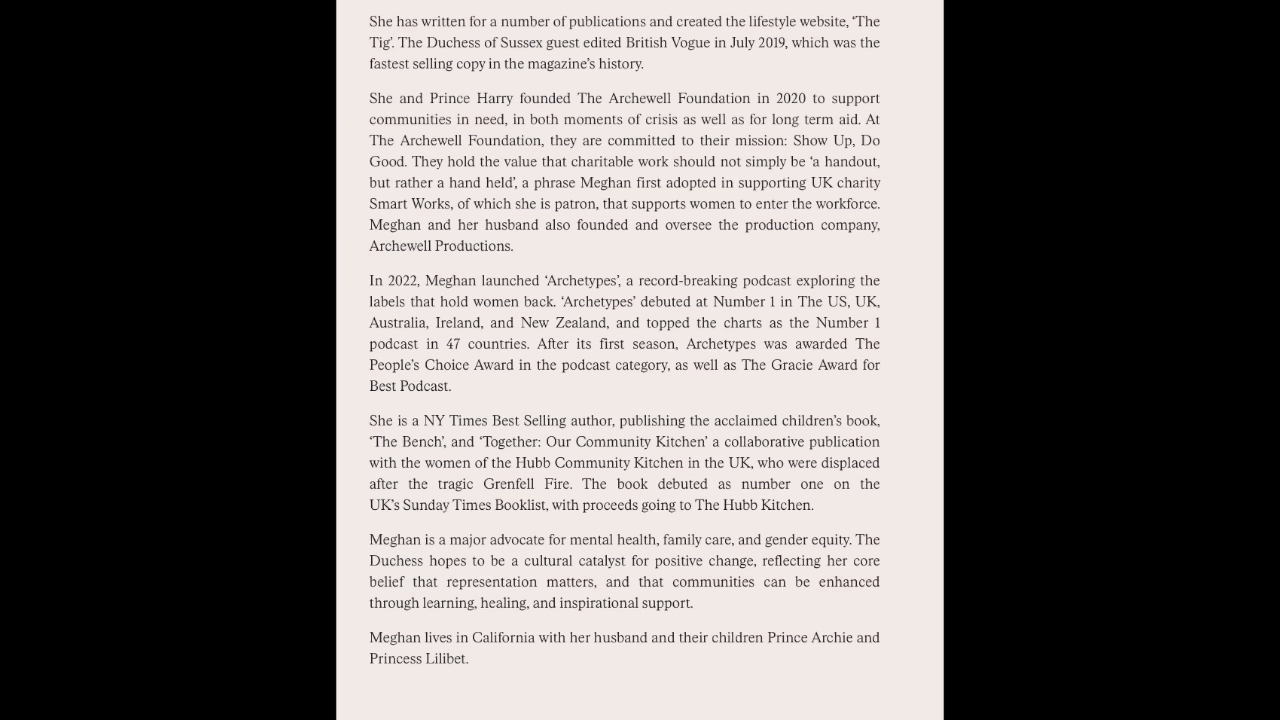 She has written for a number of publications and created the lifestyle website, ‘The
Tig’. The Duchess of Sussex guest edited British Vogue in July 2019, which was the
fastest selling copy in the magazine’s history.
She and Prince Harry founded The Archewell Foundation in 2020 to support
communities in need, in both moments of crisis as well as for long term aid. At
The Archewell Foundation, they are committed to their mission: Show Up, Do
Good. They hold the value that charitable work should not simply be ‘a handout,
but rather a hand held’, a phrase Meghan first adopted in supporting UK charity
Smart Works, of which she is patron, that supports women to enter the workforce.
Meghan and her husband also founded and oversee the production company,
Archewell Productions.
In 2022, Meghan launched ‘Archetypes’, a record-breaking podcast exploring the
labels that hold women back. ‘Archetypes’ debuted at Number 1 in The US, UK,
Australia, Ireland, and New Zealand, and topped the charts as the Number 1
podcast in 47 countries. After its first season, Archetypes was awarded The
People’s Choice Award in the podcast category, as well as The Gracie Award for
Best Podcast.
She is a NY Times Best Selling author, publishing the acclaimed children’s book,
‘The Bench’, and ‘Together: Our Community Kitchen’ a collaborative publication
with the women of the Hubb Community Kitchen in the UK, who were displaced
after the tragic Grenfell Fire. The book debuted as number one on the
UK’s Sunday Times Booklist, with proceeds going to The Hubb Kitchen.
Meghan is a major advocate for mental health, family care, and gender equity. The
Duchess hopes to be a cultural catalyst for positive change, reflecting her core
belief that representation matters, and that communities can be enhanced
through learning, healing, and inspirational support.
Meghan lives in California with her husband and their children Prince Archie and
Princess Lilibet.